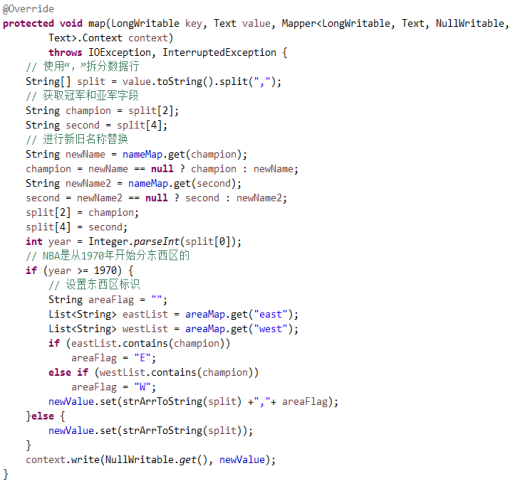 @Override
protected void map(LongWritable key, Text value, Mapper<LongWritable, Text, NullWritable,
        Text>.Context context)
        throws IOException, InterruptedException {
    // 使用“，”拆分数据行
    String[] split = value.toString().split(",");
    // 获取冠军和亚军字段
    String champion = split[2];
    String second = split[4];
    // 进行新旧名称替换
    String newName = nameMap.get(champion);
    champion = newName == null ? champion : newName;
    String newName2 = nameMap.get(second);
    second = newName2 == null ? second : newName2;
    split[2] = champion;
    split[4] = second;
    int year = Integer.parseInt(split[0]);
    // NBA是从1970年开始分东西区的
    if (year >= 1970) {
        // 设置东西区标识
        String areaFlag = "";
        List<String> eastList = areaMap.get("east");
        List<String> westList = areaMap.get("west");
        if (eastList.contains(champion))
            areaFlag = "E";
        else if (westList.contains(champion))
            areaFlag = "W";
        newValue.set(strArrToString(split) +","+ areaFlag);
    }else {
        newValue.set(strArrToString(split));
    }
    context.write(NullWritable.get(), newValue);
}